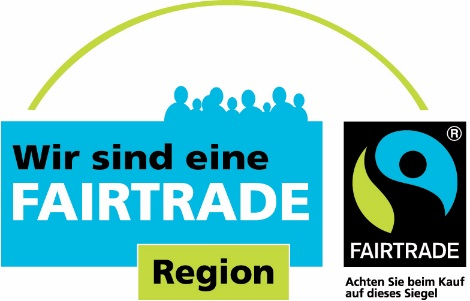 Wir sind eine
FAIRTRADE
Region
®
FAIRTRADE
Achten Sie beim Kauf
auf dieses Siegel